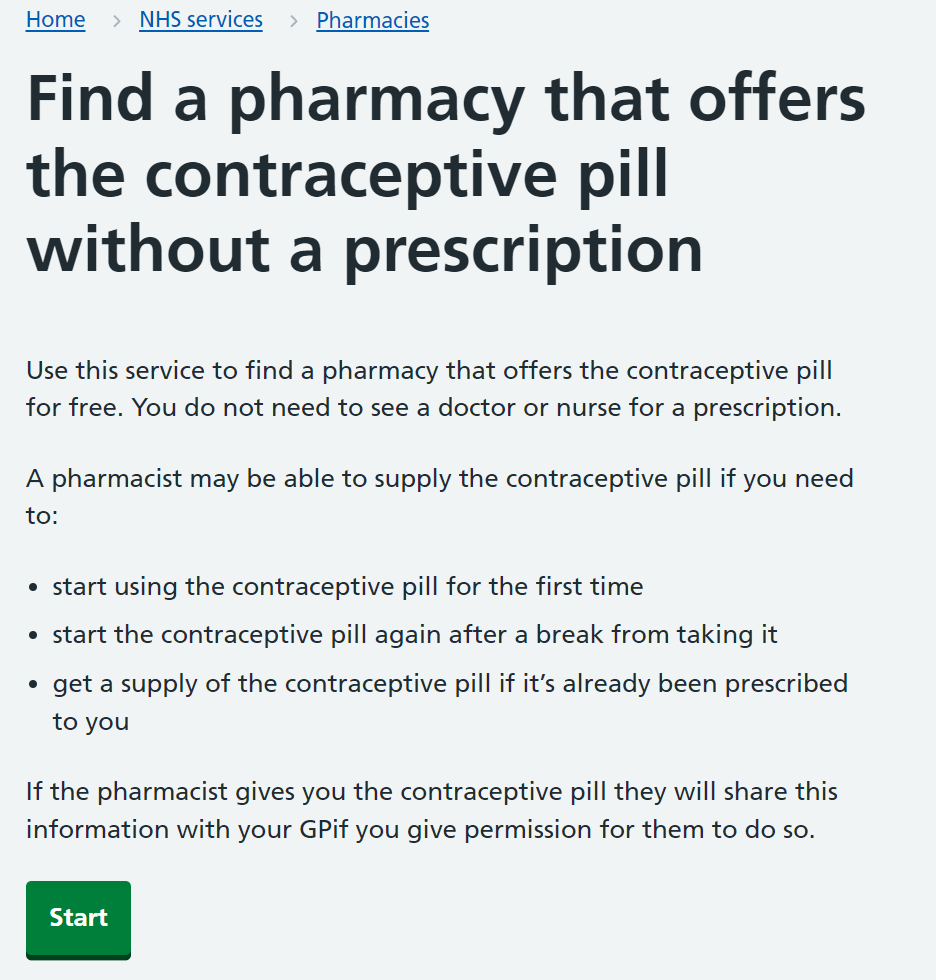 Home > NHS services > Pharmacies
Find a pharmacy that offers
the contraceptive pill
without a prescription
Use this service to find a pharmacy that offers the contraceptive pill
for free. You do not need to see a doctor or nurse for a prescription.
A pharmacist may be able to supply the contraceptive pill if you need
to:
• start using the contraceptive pill for the first time
• start the contraceptive pill again after a break from taking it
• get a supply of the contraceptive pill if it’s already been prescribed
to you
If the pharmacist gives you the contraceptive pill they will share this
information with your GPif you give permission for them to do so.
Start